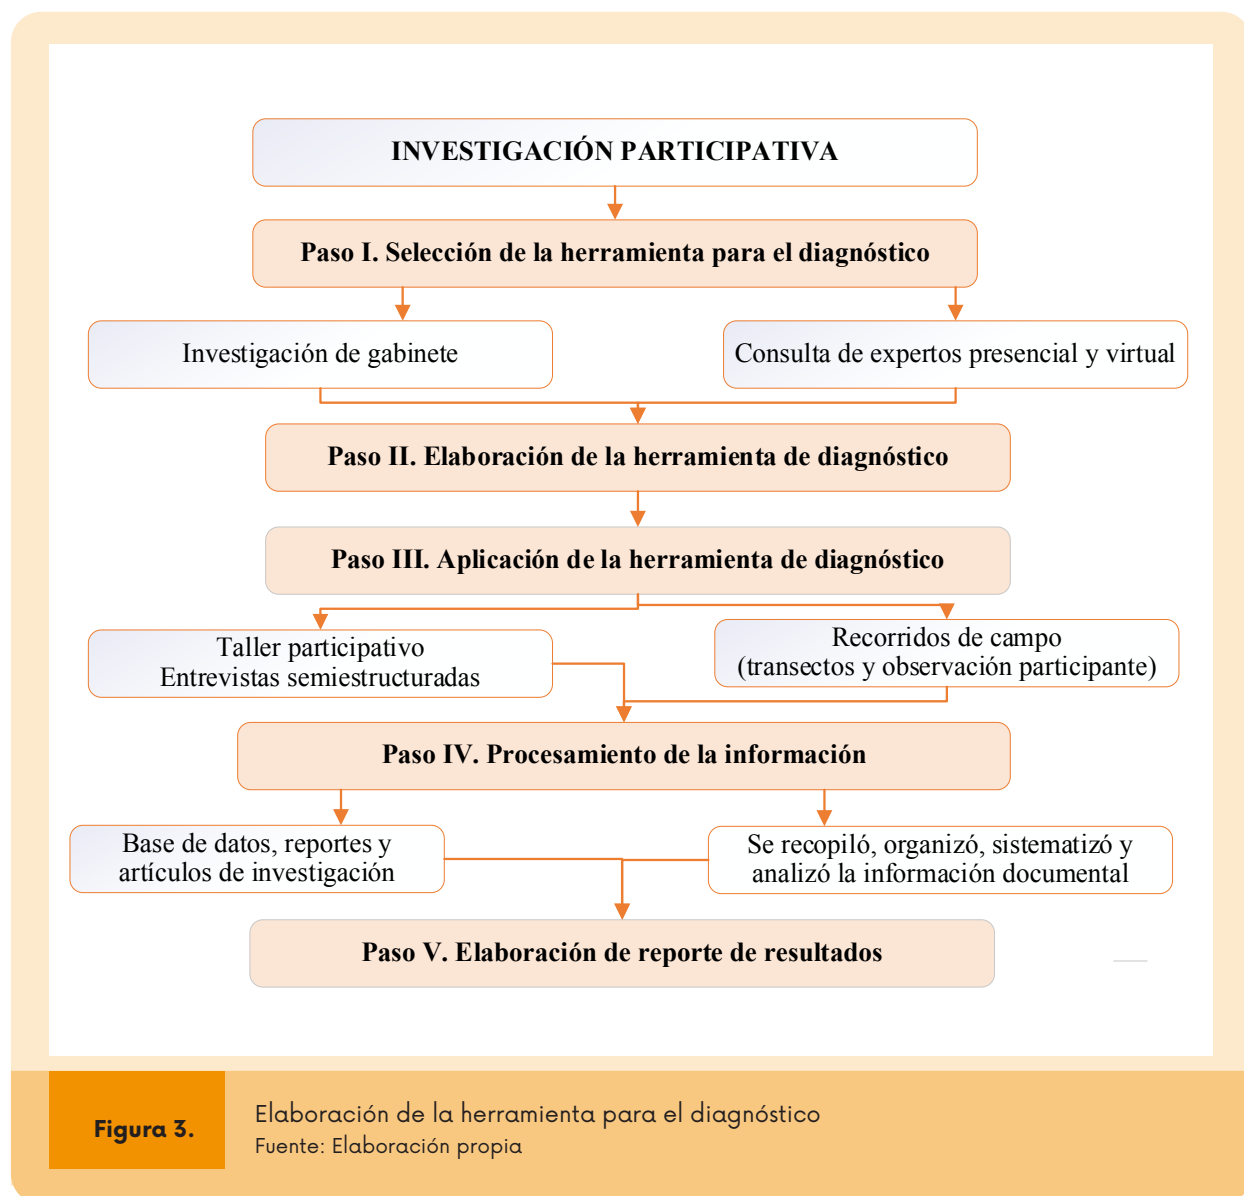 INVESTIGACIÓN PARTICIPATIVA
Paso I. Selección de la herramienta para el diagnóstico
Investigación de gabinete
Consulta de expertos presencial y virtual
Paso II. Elaboración de la herramienta de diagnóstico
Paso III. Aplicación de la herramienta de diagnóstico
Taller participativo
Entrevistas semiestructuradas
Recorridos de campo
(transectos y observación participante)
Paso IV. Procesamiento de la información
Base de datos, reportes y
artículos de investigación
Se recopiló, organizó, sistematizó y
analizó la información documental
Paso V. Elaboración de reporte de resultados
Figura 3.
Elaboración de la herramienta para el diagnóstico
Fuente: Elaboración propia